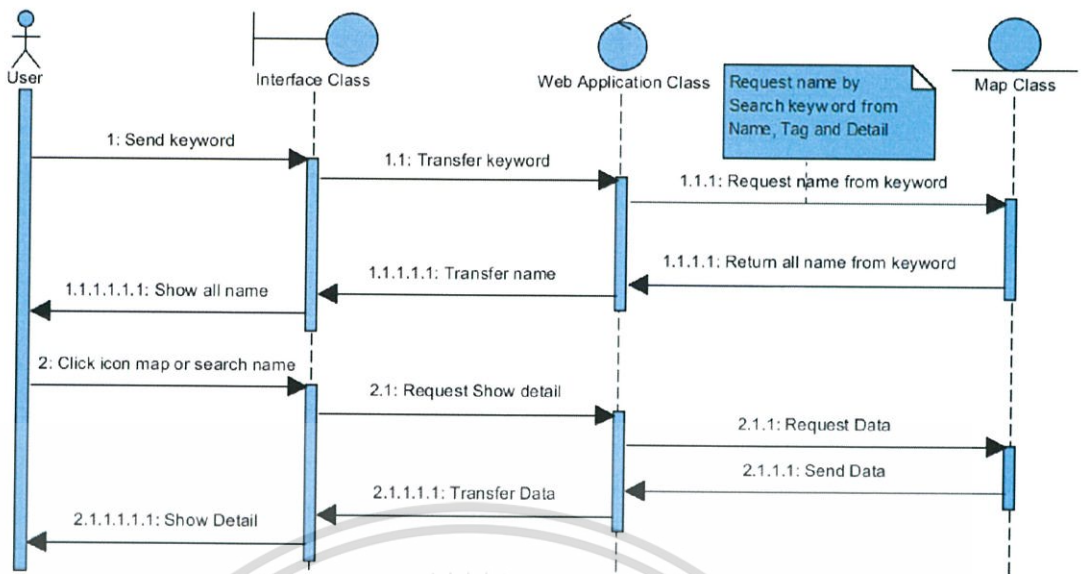 User
Interface Class
Web Application Class
Map Class
Request name by
Search keyword from
Name, Tag and Detail
1: Send keyword
1.1: Transfer keyword
1.1.1: Request name from keyword
1.1.1.1: Return all name from keyword
1.1.1.1.1: Transfer name
1.1.1.1.1.1: Show all name
2: Click icon map or search name
2.1: Request Show detail
2.1.1: Request Data
2.1.1.1: Send Data
2.1.1.1.1: Transfer Data
2.1.1.1.1.1: Show Detail